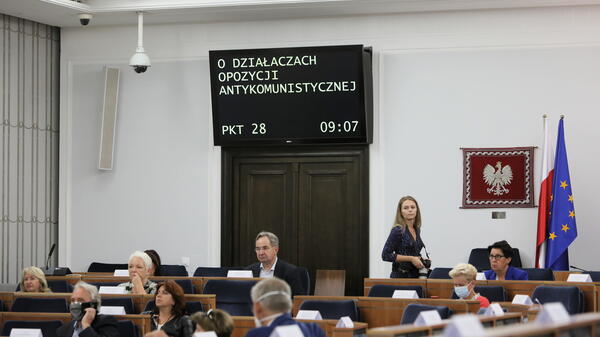 O DZIAŁACZACH
OPOZYCJI
ANTYKOMUNISTYCZNEJ
PKT 28 09:07